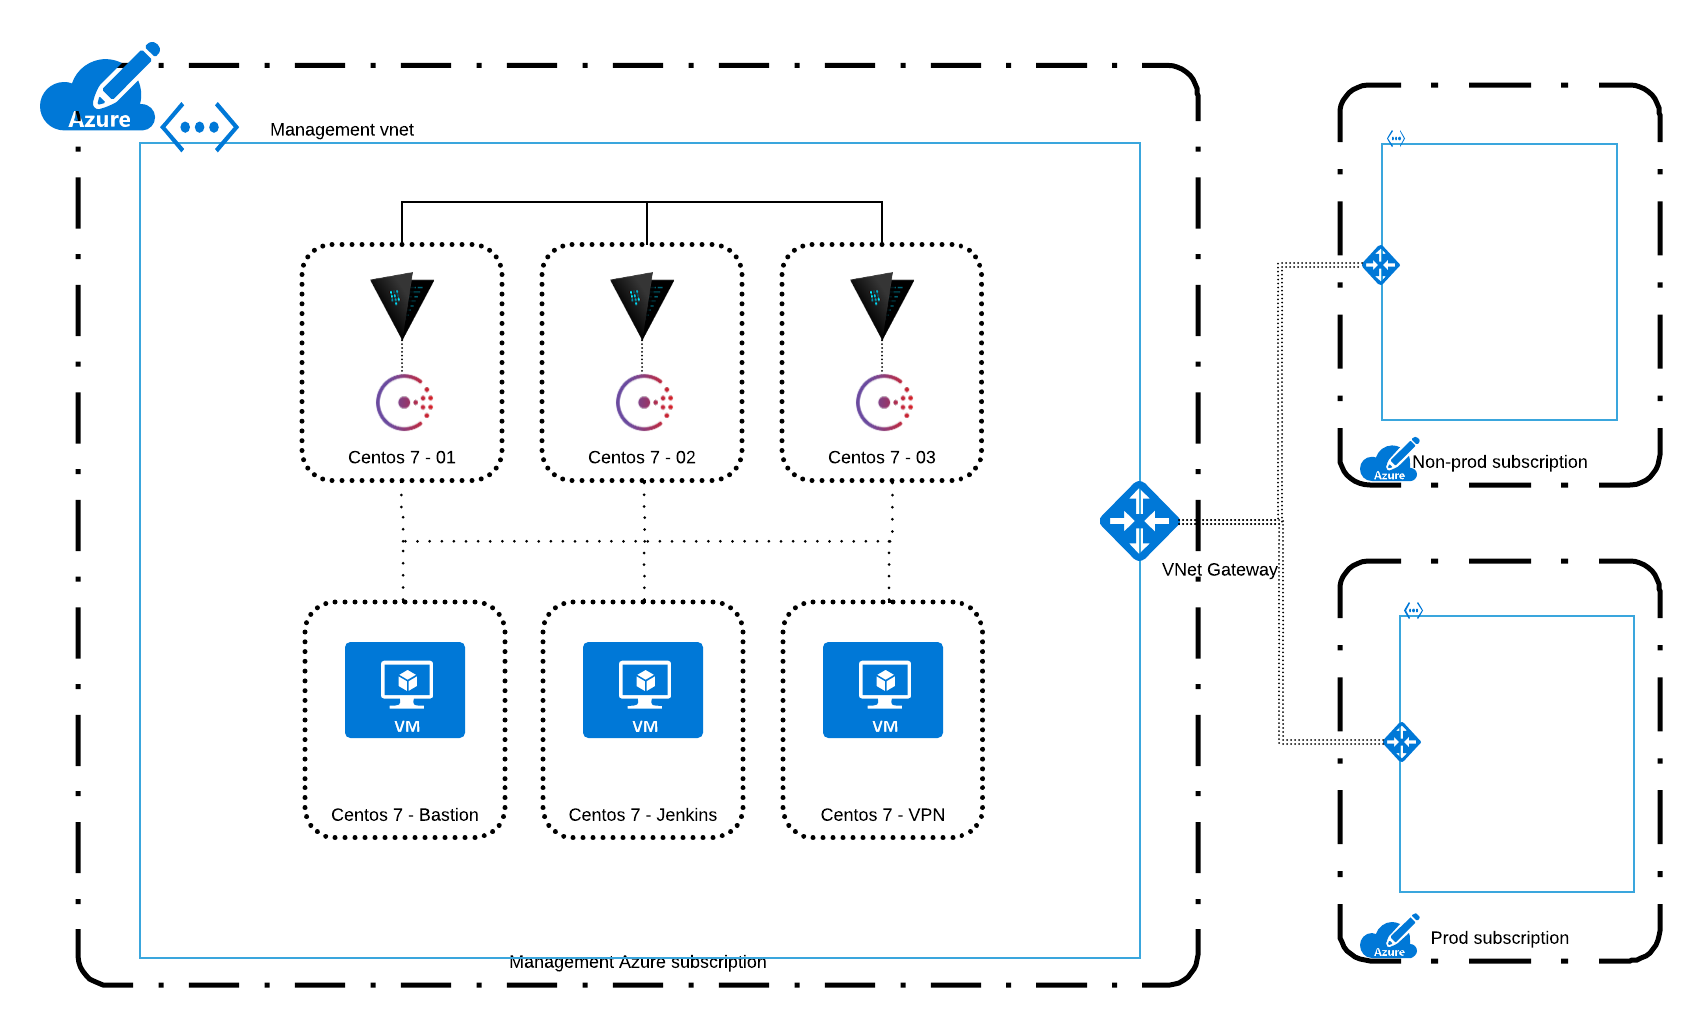 Azure
Management vnet
Centos 7 - 01
Centos 7 - 02
Centos 7 - 03
VNet Gateway
VM
VM
VM
Centos 7 - Bastion
Centos 7 - Jenkins
Centos 7 - VPN
Management Azure subscription
Azure
Non-prod subscription
Azure
Prod subscription